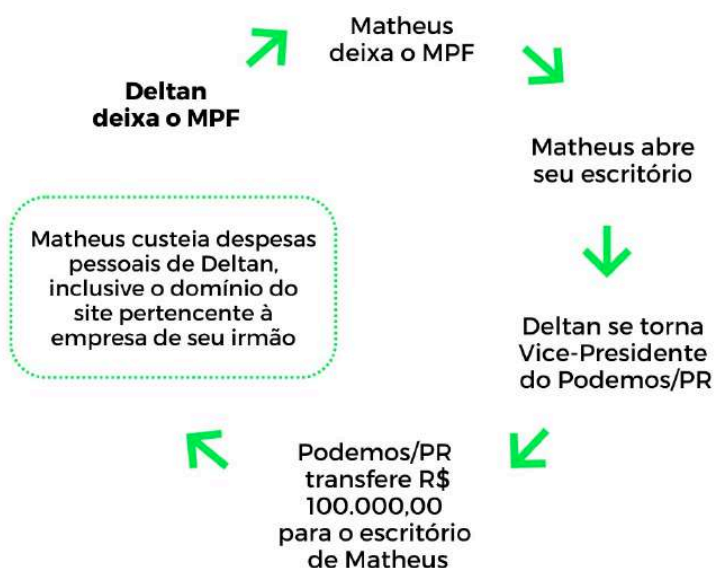 Deltan
deixa o MPF
Matheus
deixa o MPF
Matheus abre
seu escritório
Deltan se torna
Vice-Presidente
do Podemos/PR
Podemos/PR
transfere R$
100.000,00
para o escritório
de Matheus
Matheus custeia despesas
pessoais de Deltan,
inclusive o domínio do
site pertencente à
empresa de seu irmão